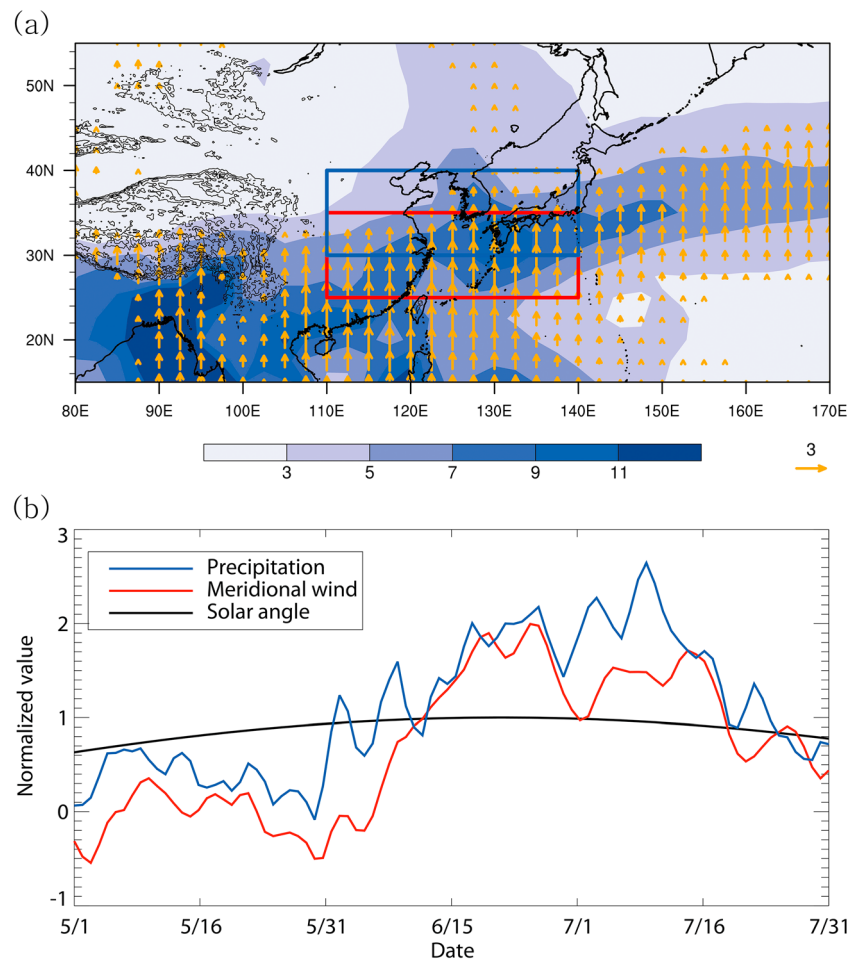 (a)
50N
40N
30N
20N
80E 90E 100E 110E 120E 130E 140E 150E 160E 170E
3 5 7 9 11
3
(b)
3
2
1
0
-1
Normalized value
Precipitation
Meridional wind
Solar angle
5/1 5/16 5/31 6/15 7/1 7/16 7/31
Date